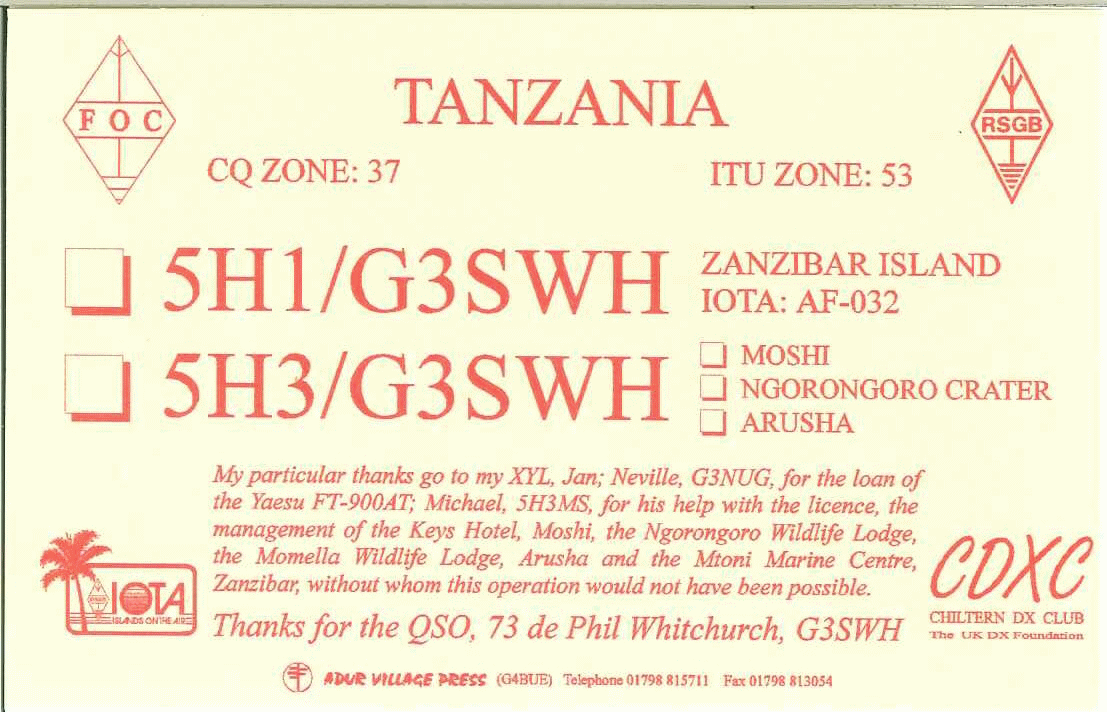 FOC
TANZANIA
RSGB
CQ ZONE: 37
ITU ZONE: 53
5H1/G3SWH
ZANZIBAR ISLAND
IOTA: AF-032
5H3/G3SWH
MOSHI
NGORONGORO CRATER
ARUSHA
My particular thanks go to my XYL, Jan; Neville, G3NUG, for the loan of
the Yaesu FT-900AT; Michael, 5H3MS, for his help with the licence, the
management of the Keys Hotel, Moshi, the Ngorongoro Wildlife Lodge,
the Momella Wildlife Lodge, Arusha and the Mtoni Marine Centre,
Zanzibar, without whom this operation would not have been possible.
Thanks for the QSO, 73 de Phil Whitchurch, G3SWH
RSGB
IOTA
ISLANDS ON THE AIR
CDXC
CHILTERN DX CLUB
The UK DX Foundation
ADUR VILLAGE PRESS (G4BUE) Telephone 01798 815711 Fax 01798 813054